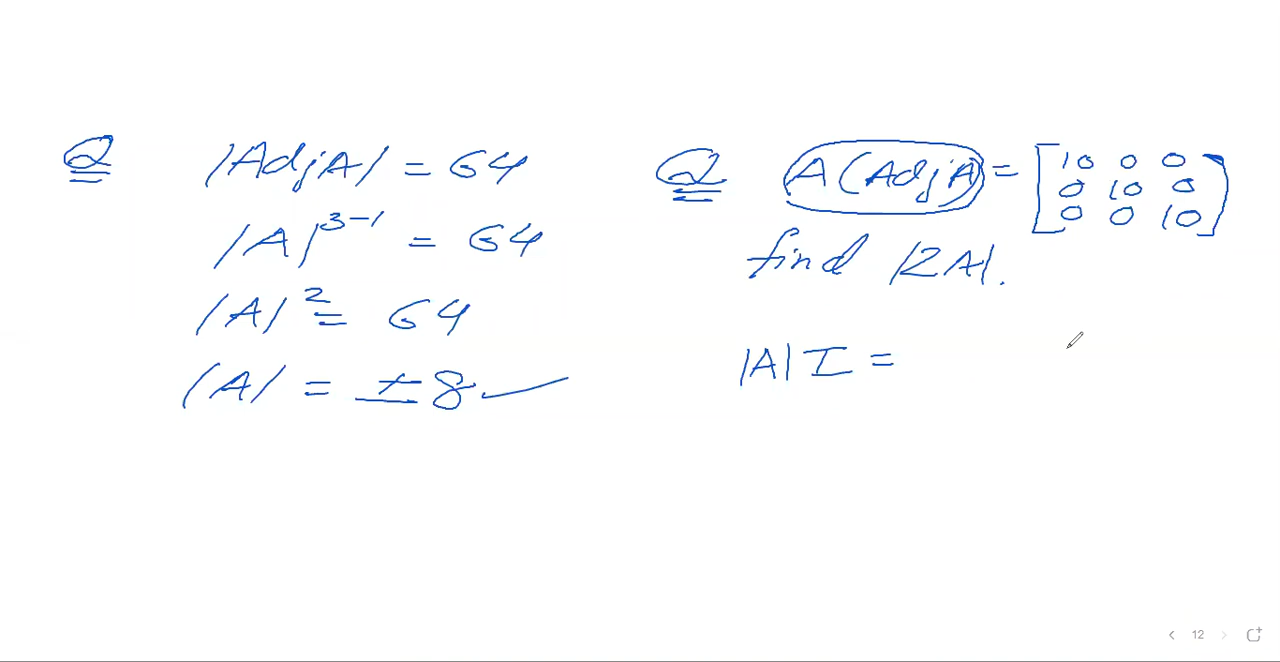 Q |AdjA| = 64
|A|^3-1 = 64
|A|^2 = 64
|A| = ±8 ✓
Q A(AdjA) = [10 0 0
0 10 0
0 0 10]
find |2A|.
|A| I =
12